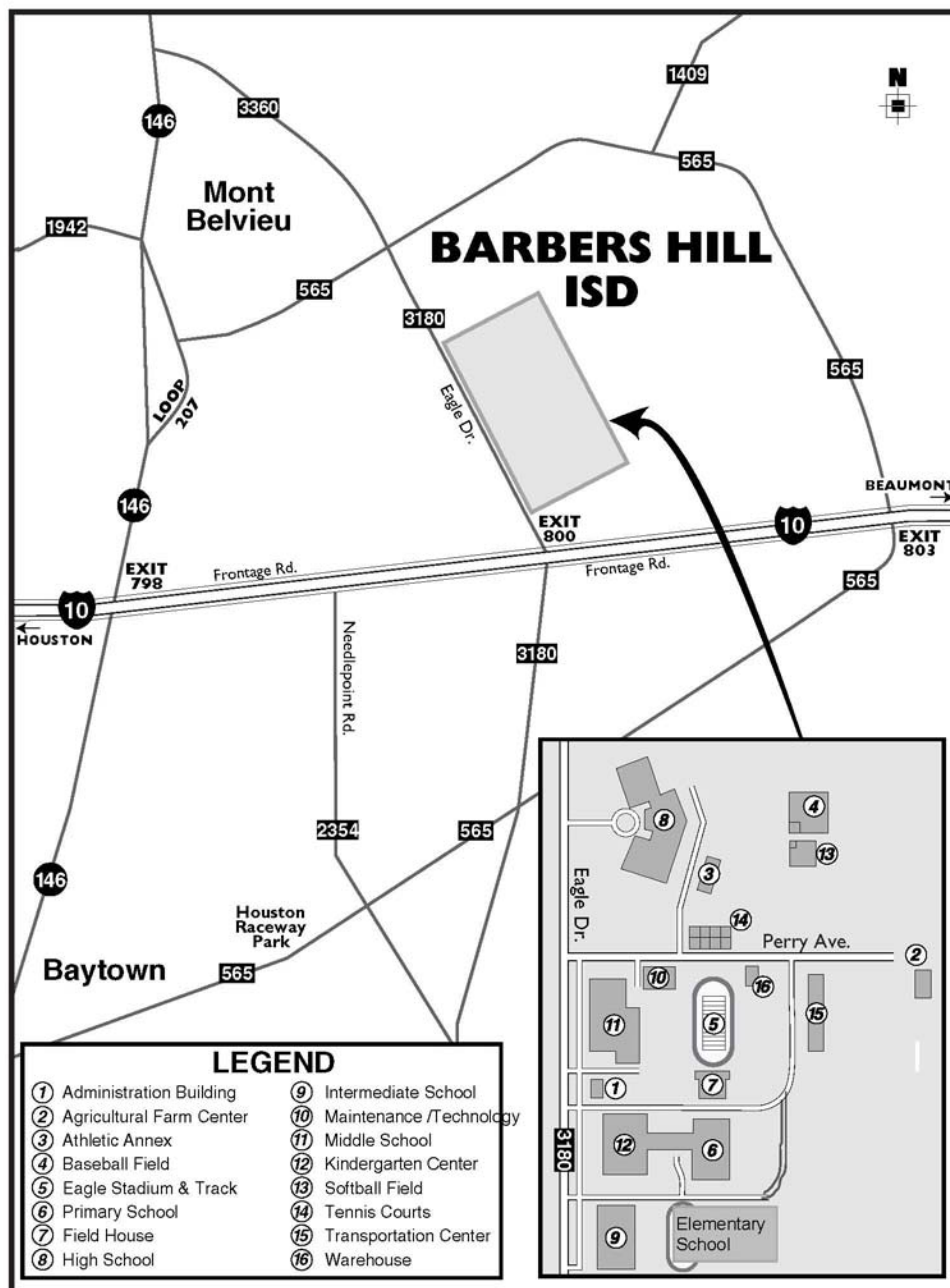 1409
N
3360
146
565
Mont
Belvieu
1942
BARBERS HILL
ISD
565
3180
565
LOOP
207
Eagle Dr.
146
BEAUMONT
EXIT
800
10
EXIT
803
EXIT
798
Frontage Rd.
Frontage Rd.
565
10
HOUSTON
Needlepoint Rd.
3180
2354
565
146
Houston
Raceway
Park
Baytown
565
4
8
13
3
Eagle Dr.
14
Perry Ave.
2
10
16
11
5
15
1
7
3180
12
6
9
Elementary
School
LEGEND
1 Administration Building
2 Agricultural Farm Center
3 Athletic Annex
4 Baseball Field
5 Eagle Stadium & Track
6 Primary School
7 Field House
8 High School
9 Intermediate School
10 Maintenance /Technology
11 Middle School
12 Kindergarten Center
13 Softball Field
14 Tennis Courts
15 Transportation Center
16 Warehouse